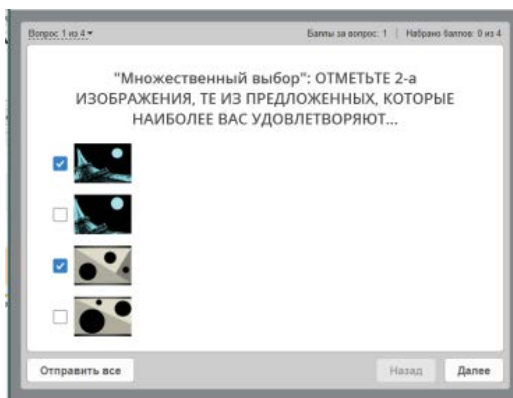 Вопрос 1 из 4
Баллы за вопрос: 1 | Набрано баллов: 0 из 4
"Множественный выбор": ОТМЕТЬТЕ 2-а
ИЗОБРАЖЕНИЯ, ТЕ ИЗ ПРЕДЛОЖЕННЫХ, КОТОРЫЕ
НАИБОЛЕЕ ВАС УДОВЛЕТВОРЯЮТ...
Отправить все
Назад
Далее